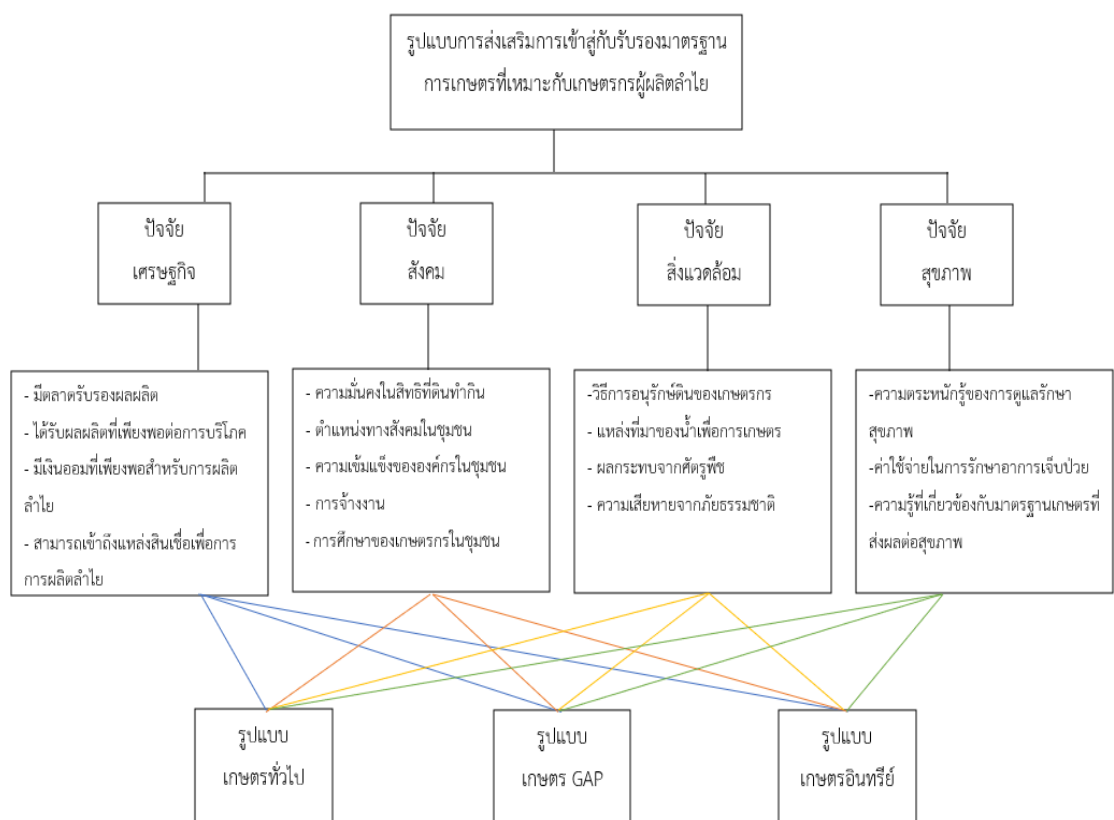 รูปแบบการส่งเสริมการเข้าสู่กับรับรองมาตรฐาน
การเกษตรที่เหมาะกับเกษตรกรผู้ผลิตลำไย
ปัจจัย
เศรษฐกิจ
ปัจจัย
สังคม
ปัจจัย
สิ่งแวดล้อม
ปัจจัย
สุขภาพ
- มีตลาดรับรองผลผลิต
- ได้รับผลผลิตที่เพียงพอต่อการบริโภค
- มีเงินออมที่เพียงพอสำหรับการผลิต
ลำไย
- สามารถเข้าถึงแหล่งสินเชื่อเพื่อการ
การผลิตลำไย
- ความมั่นคงในสิทธิที่ดินทำกิน
- ตำแหน่งทางสังคมในชุมชน
- ความเข้มแข็งขององค์กรในชุมชน
- การจ้างงาน
- การศึกษาของเกษตรกรในชุมชน
-วิธีการอนุรักษ์ดินของเกษตรกร
- แหล่งที่มาของน้ำเพื่อการเกษตร
- ผลกระทบจากศัตรูพืช
- ความเสียหายจากภัยธรรมชาติ
-ความตระหนักรู้ของการดูแลรักษา
สุขภาพ
-ค่าใช้จ่ายในการรักษาอาการเจ็บป่วย
-ความรู้ที่เกี่ยวข้องกับมาตรฐานเกษตรที่
ส่งผลต่อสุขภาพ
รูปแบบ
เกษตรทั่วไป
รูปแบบ
เกษตร GAP
รูปแบบ
เกษตรอินทรีย์